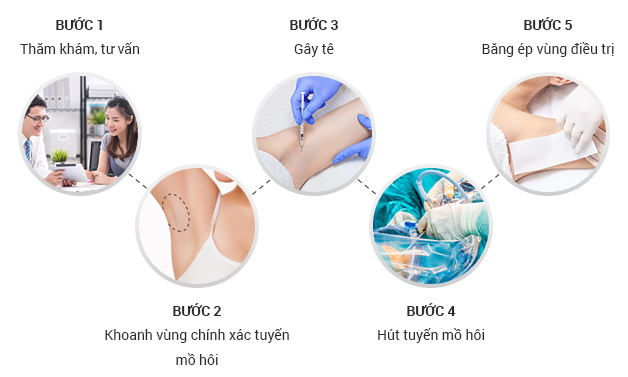 BƯỚC 1
Thăm khám, tư vấn
BƯỚC 2
Khoanh vùng chính xác tuyến
mồ hôi
BƯỚC 3
Gây tê
BƯỚC 4
Hút tuyến mồ hôi
BƯỚC 5
Băng ép vùng điều trị